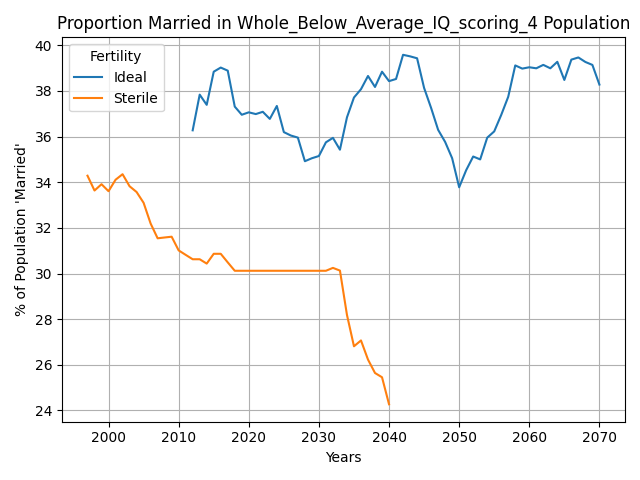 Proportion Married in Whole_Below_Average_IQ_scoring_4 Population
Fertility
Ideal
Sterile
% of Population 'Married'
40
38
36
34
32
30
28
26
24
2000
2010
2020
2030
2040
2050
2060
2070
Years